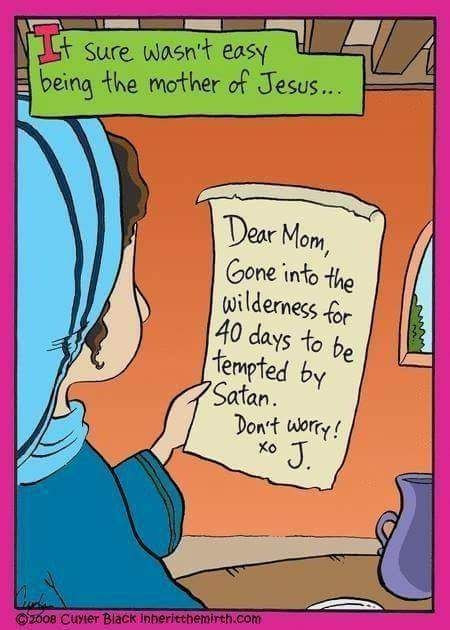 It sure wasn't easy
being the mother of Jesus...
Dear Mom,
Gone into the
wilderness for
40 days to be
tempted by
Satan.
Don't worry!
xo J.
©2008 Cuyler Black inheritthemirth.com